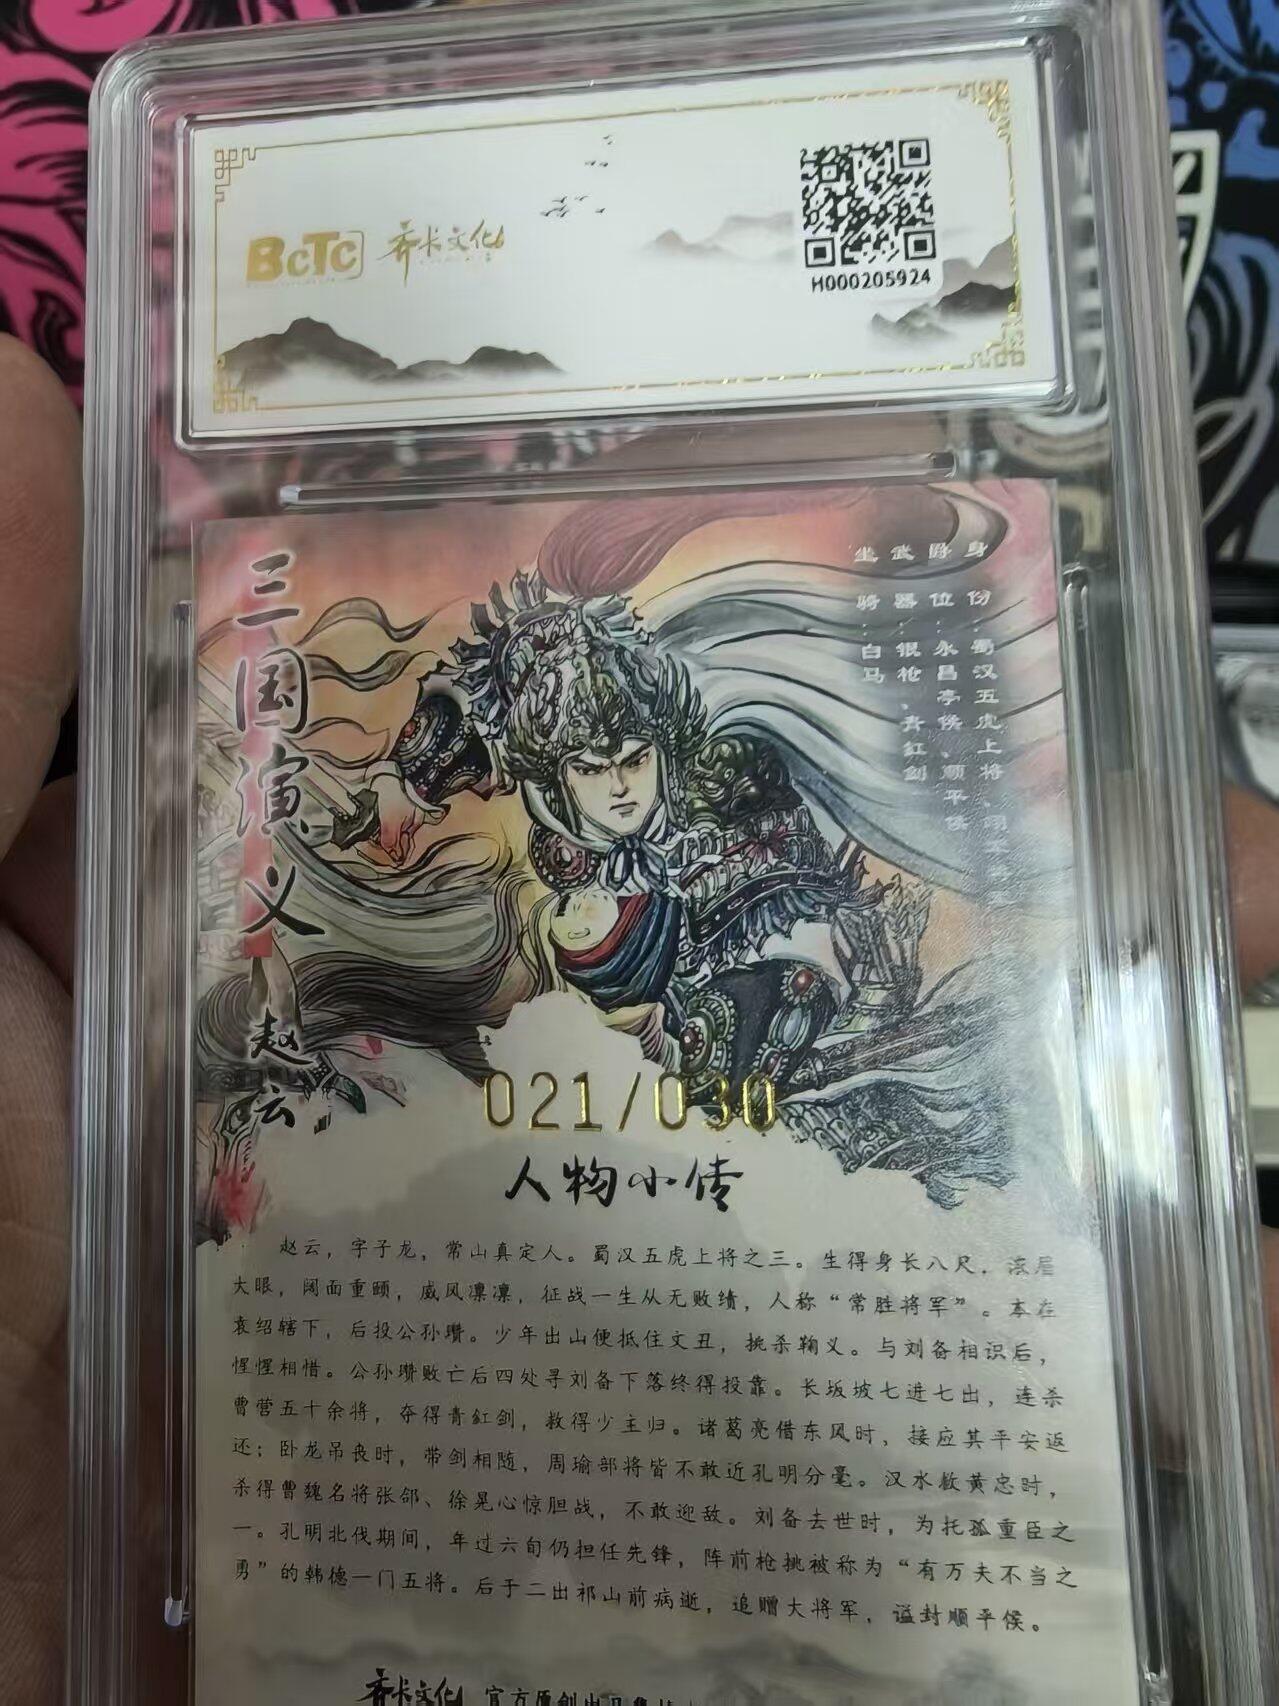 BCTC 乔卡文化
H000205924
三国演义
赵云
身份：蜀汉五虎上将、翊
爵位：永昌亭侯、顺平侯
武器：银枪、青釭剑
坐骑：白马
021/030
人物小传
赵云，字子龙，常山真定人。蜀汉五虎上将之三。生得身长八尺，浓眉
大眼，阔面重颐，威风凛凛，征战一生从无败绩，人称“常胜将军”。本在
袁绍辖下，后投公孙瓒。少年出山便抵住文丑，挑杀鞠义。与刘备相识后，
惺惺相惜。公孙瓒败亡后四处寻刘备下落终得投靠。长坂坡七进七出，连杀
曹营五十余将，夺得青釭剑，救得少主归。诸葛亮借东风时，接应其平安返
还；卧龙吊丧时，带剑相随，周瑜部将皆不敢近孔明分毫。汉水救黄忠时，
杀得曹魏名将张郃、徐晃心惊胆战，不敢迎敌。刘备去世时，为托孤重臣之
一。孔明北伐期间，年过六旬仍担任先锋，阵前枪挑被称为“有万夫不当之
勇”的韩德一门五将。后于二出祁山前病逝，追赠大将军，谥封顺平侯。
乔卡文化 官方原创出品